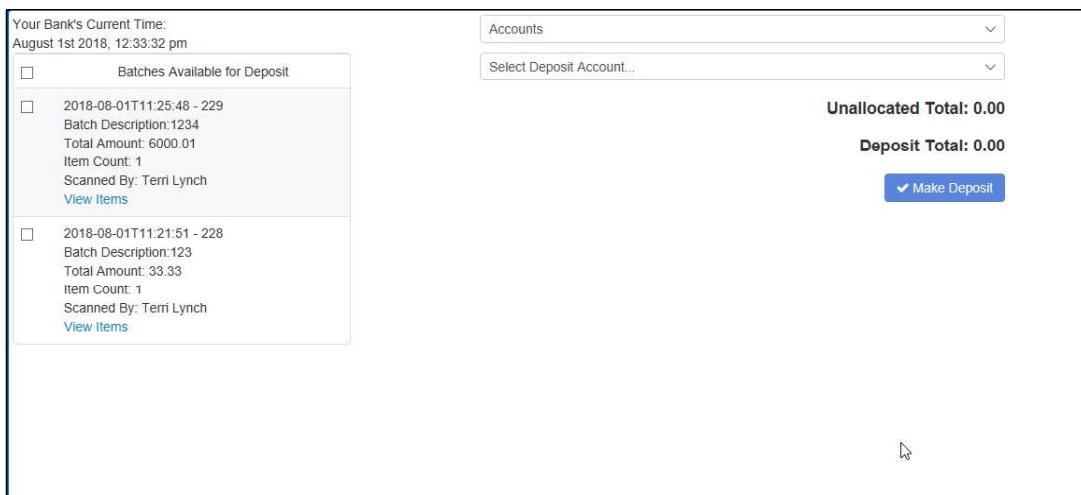 Your Bank's Current Time:
August 1st 2018, 12:33:32 pm
Batches Available for Deposit
2018-08-01T11:25:48 - 229
Batch Description:1234
Total Amount: 6000.01
Item Count: 1
Scanned By: Terri Lynch
View Items
2018-08-01T11:21:51 - 228
Batch Description:123
Total Amount: 33.33
Item Count: 1
Scanned By: Terri Lynch
View Items
Accounts
Select Deposit Account...
Unallocated Total: 0.00
Deposit Total: 0.00
Make Deposit